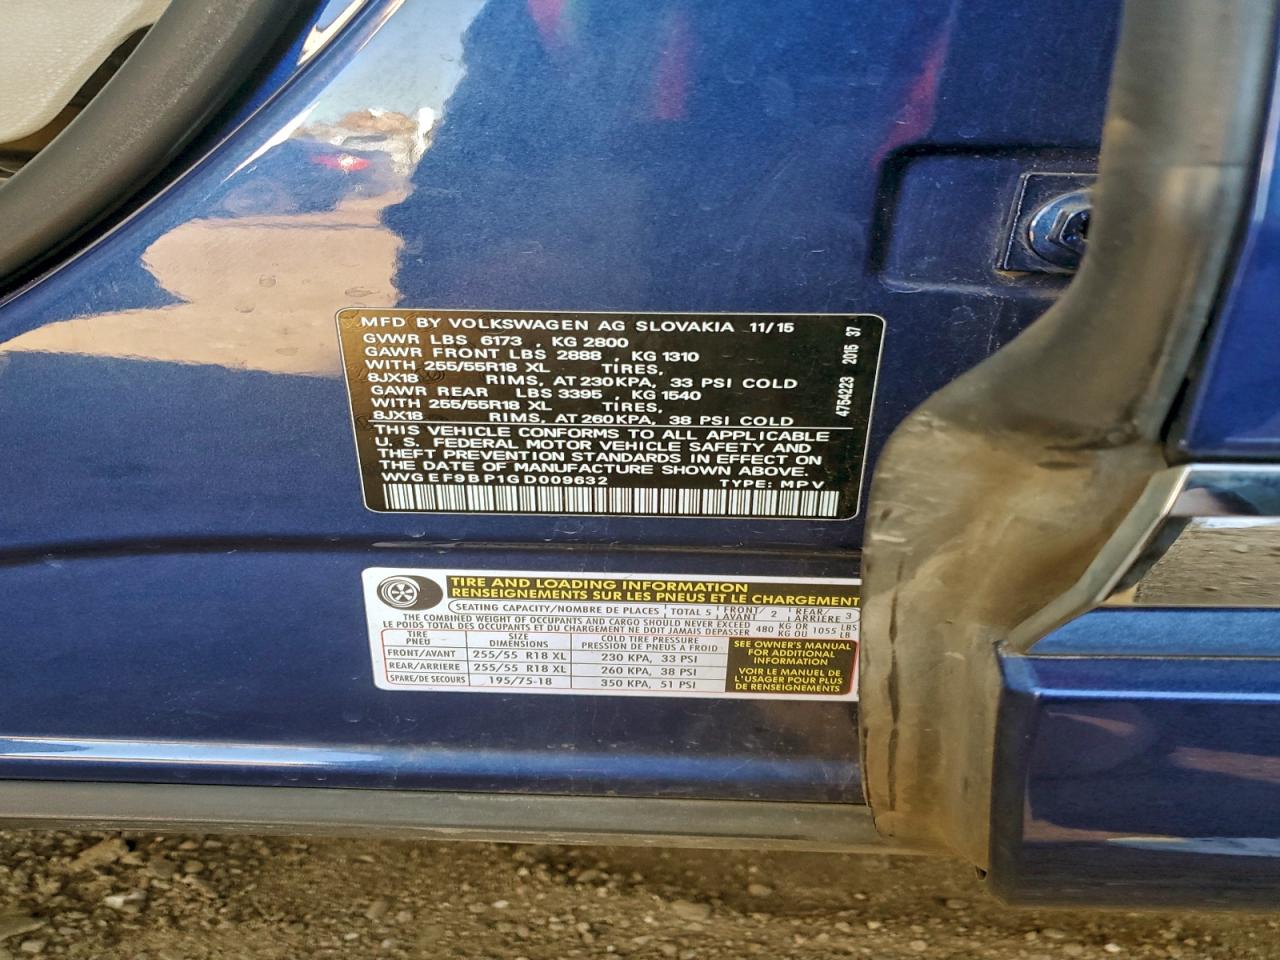 MFD BY VOLKSWAGEN AG SLOVAKIA 11/15
GVWR LBS 6173 , KG 2800
GAWR FRONT LBS 2888 , KG 1310
WITH 255/55R18 XL TIRES,
8JX18 RIMS, AT 230 KPA, 33 PSI COLD
GAWR REAR LBS 3395 , KG 1540
WITH 255/55R18 XL TIRES,
8JX18 RIMS, AT 260 KPA, 38 PSI COLD
THIS VEHICLE CONFORMS TO ALL APPLICABLE
U. S. FEDERAL MOTOR VEHICLE SAFETY AND
THEFT PREVENTION STANDARDS IN EFFECT ON
THE DATE OF MANUFACTURE SHOWN ABOVE.
WVGEF9BP1GD009632 TYPE: MPV
4754223 2015 37
TIRE AND LOADING INFORMATION
RENSEIGNEMENTS SUR LES PNEUS ET LE CHARGEMENT
SEATING CAPACITY/NOMBRE DE PLACES TOTAL 5 FRONT/AVANT 2 REAR/ARRIERE 3
THE COMBINED WEIGHT OF OCCUPANTS AND CARGO SHOULD NEVER EXCEED 480 KG OR 1055 LBS
LE POIDS TOTAL DES OCCUPANTS ET DU CHARGEMENT NE DOIT JAMAIS DEPASSER KG OU LB
TIRE SIZE COLD TIRE PRESSURE
PNEU DIMENSIONS PRESSION DE PNEUS A FROID
FRONT/AVANT 255/55 R18 XL 230 KPA, 33 PSI
REAR/ARRIERE 255/55 R18 XL 260 KPA, 38 PSI
SPARE/DE SECOURS 195/75-18 350 KPA, 51 PSI
SEE OWNER'S MANUAL
FOR ADDITIONAL
INFORMATION
VOIR LE MANUEL DE
L'USAGER POUR PLUS
DE RENSEIGNEMENTS